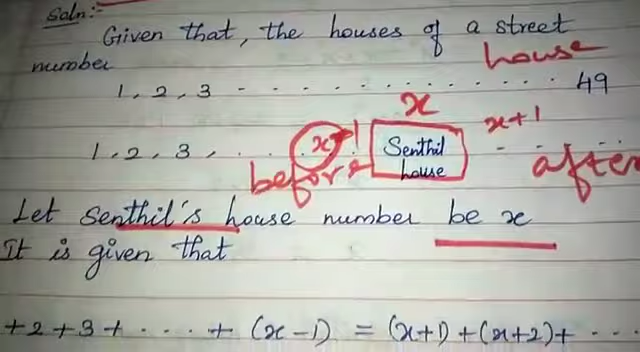 Soln:-
Given that, the houses of a street
number
house
1, 2, 3 - - - . . . . . . . . . . . . 49
x
x+1
1, 2, 3, . . . x-1 . Senthil house - . . .
before
after
Let Senthil's house number be x
It is given that
+2+3+ . . . . + (x-1) = (x+1)+(x+2)+ . . .